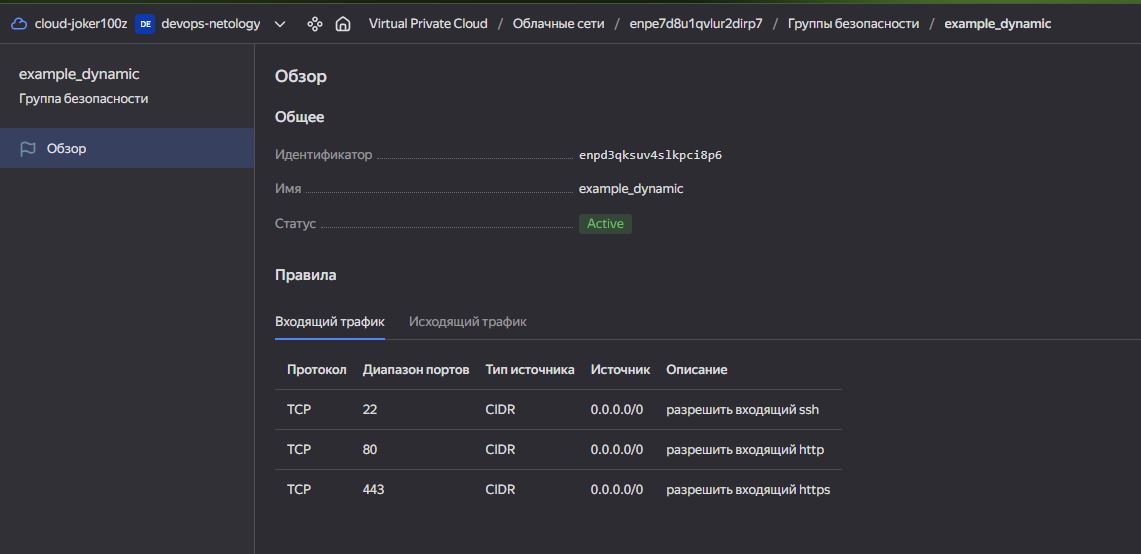 cloud-joker100z DE devops-netology Virtual Private Cloud / Облачные сети / enpe7d8u1qvlur2dirp7 / Группы безопасности / example_dynamic
example_dynamic
Группа безопасности
Обзор
Обзор
Общее
Идентификатор enpd3qksuv4slkpci8p6
Имя example_dynamic
Статус Active
Правила
Входящий трафик Исходящий трафик
Протокол Диапазон портов Тип источника Источник Описание
TCP 22 CIDR 0.0.0.0/0 разрешить входящий ssh
TCP 80 CIDR 0.0.0.0/0 разрешить входящий http
TCP 443 CIDR 0.0.0.0/0 разрешить входящий https